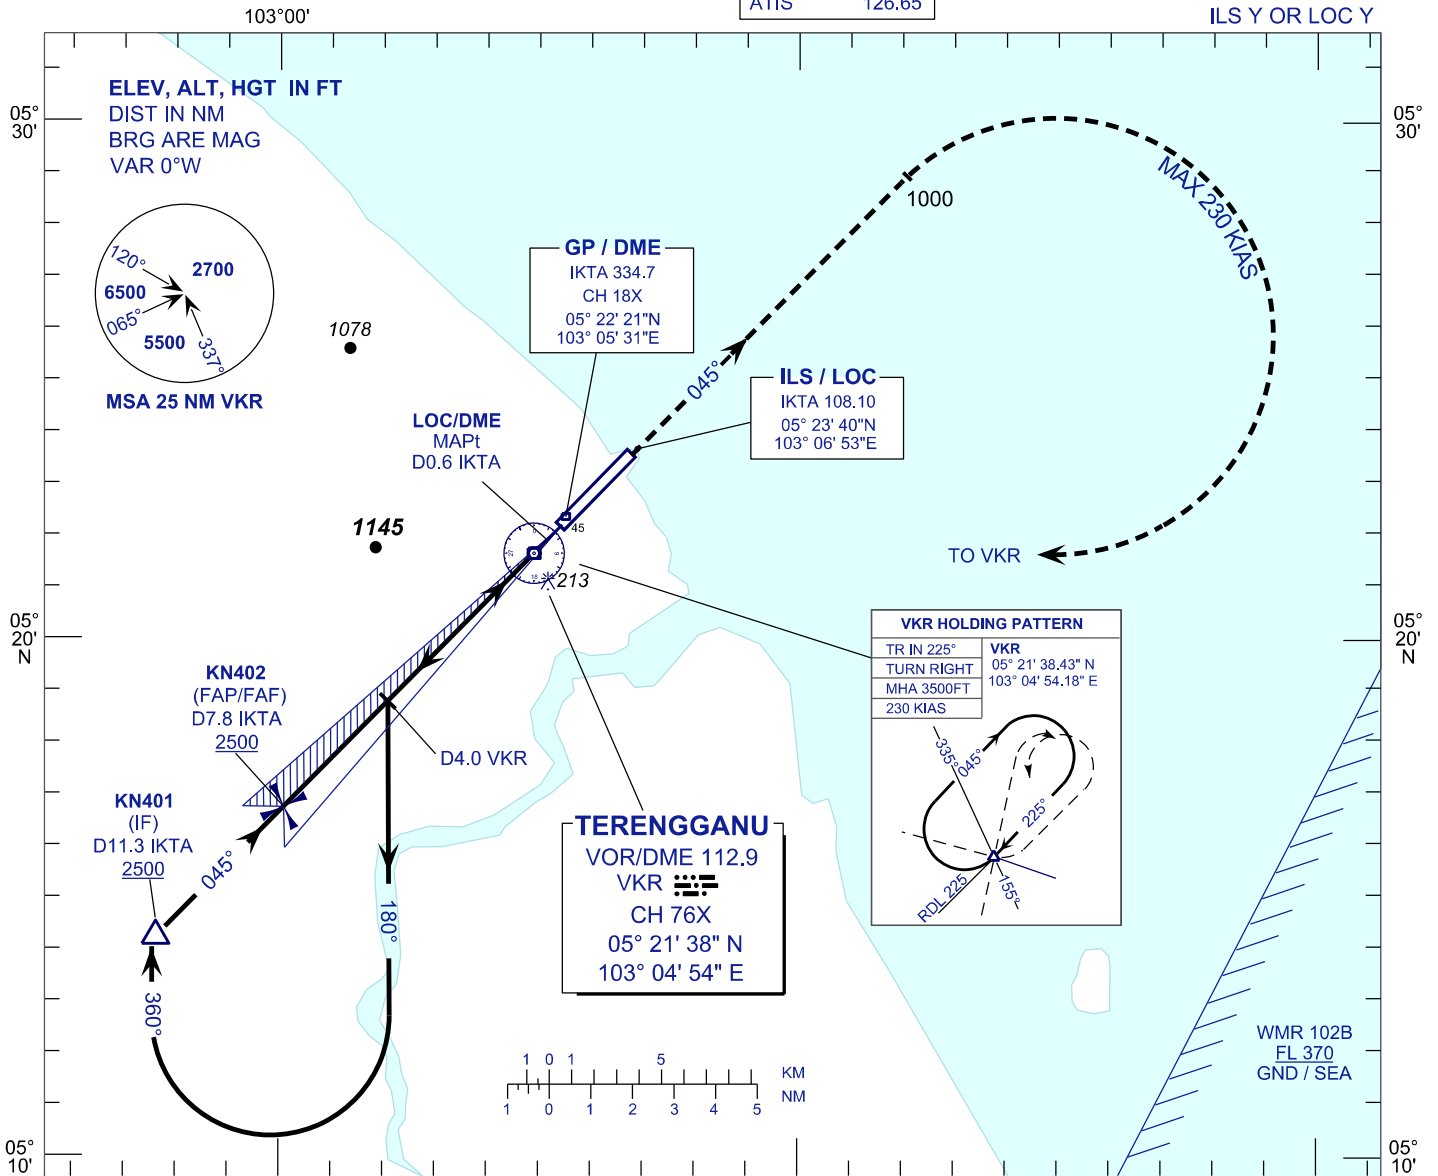 ATIS 126.65
103°00'
ILS Y OR LOC Y
ELEV, ALT, HGT IN FT
DIST IN NM
BRG ARE MAG
VAR 0°W
05°
30'
05°
30'
120°
2700
6500
065°
5500
337°
MSA 25 NM VKR
1078
GP / DME
IKTA 334.7
CH 18X
05° 22' 21"N
103° 05' 31"E
MAX 230 KIAS
1000
045°
ILS / LOC
IKTA 108.10
05° 23' 40"N
103° 06' 53"E
LOC/DME
MAPt
D0.6 IKTA
1145
45
213
TO VKR
05°
20'
N
05°
20'
N
VKR HOLDING PATTERN
TR IN 225°
TURN RIGHT
MHA 3500FT
230 KIAS
VKR
05° 21' 38.43" N
103° 04' 54.18" E
335°
045°
225°
RDL 225
155°
KN402
(FAP/FAF)
D7.8 IKTA
2500
D4.0 VKR
KN401
(IF)
D11.3 IKTA
2500
045°
180°
360°
TERENGGANU
VOR/DME 112.9
VKR
CH 76X
05° 21' 38" N
103° 04' 54" E
1 0 1 5
KM
NM
1 0 1 2 3 4 5
WMR 102B
FL 370
GND / SEA
05°
10'
05°
10'